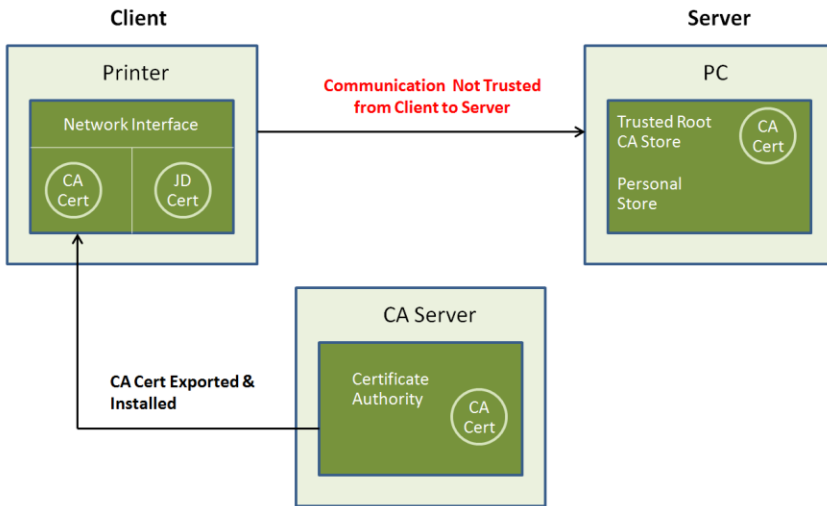 Client
Server
Printer
Communication Not Trusted
from Client to Server
PC
Network Interface
CA
Cert
JD
Cert
Trusted Root
CA Store
CA
Cert
Personal
Store
CA Server
CA Cert Exported &
Installed
Certificate
Authority
CA
Cert